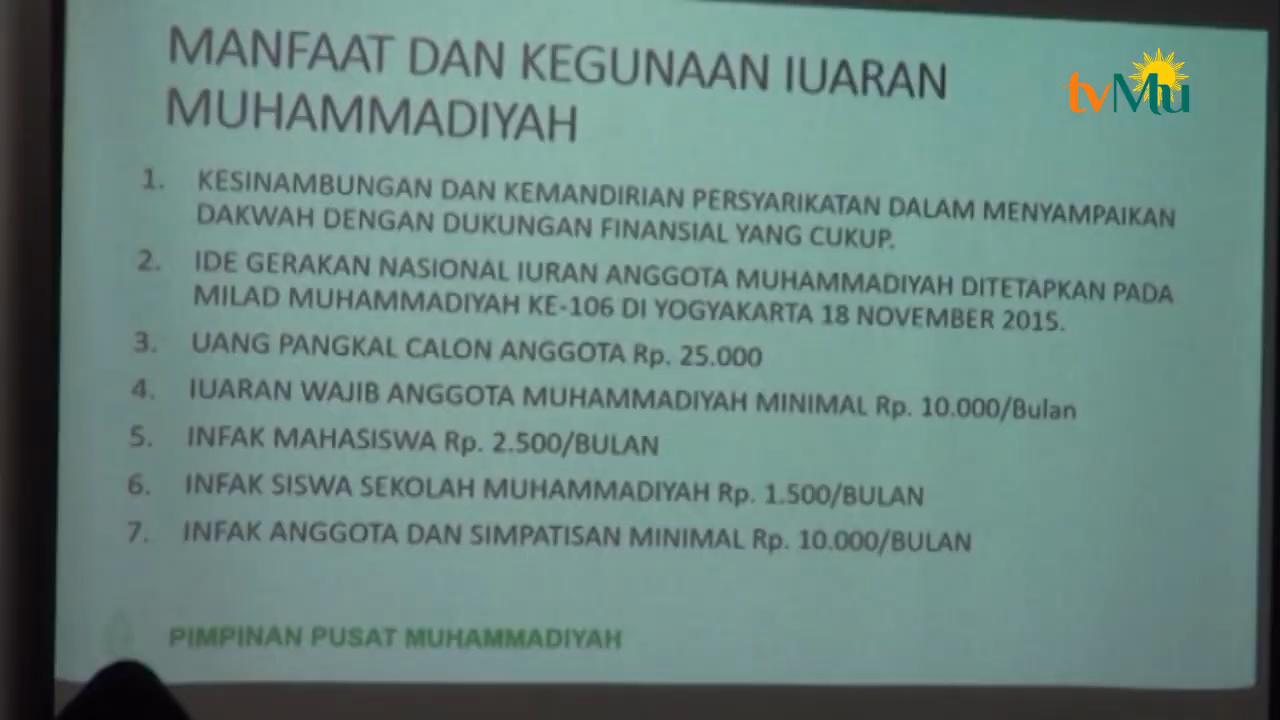 MANFAAT DAN KEGUNAAN IUARAN
MUHAMMADIYAH
tvMu
1. KESINAMBUNGAN DAN KEMANDIRIAN PERSYARIKATAN DALAM MENYAMPAIKAN
DAKWAH DENGAN DUKUNGAN FINANSIAL YANG CUKUP.
2. IDE GERAKAN NASIONAL IURAN ANGGOTA MUHAMMADIYAH DITETAPKAN PADA
MILAD MUHAMMADIYAH KE-106 DI YOGYAKARTA 18 NOVEMBER 2015.
3. UANG PANGKAL CALON ANGGOTA Rp. 25.000
4. IUARAN WAJIB ANGGOTA MUHAMMADIYAH MINIMAL Rp. 10.000/Bulan
5. INFAK MAHASISWA Rp. 2.500/BULAN
6. INFAK SISWA SEKOLAH MUHAMMADIYAH Rp. 1.500/BULAN
7. INFAK ANGGOTA DAN SIMPATISAN MINIMAL Rp. 10.000/BULAN
PIMPINAN PUSAT MUHAMMADIYAH